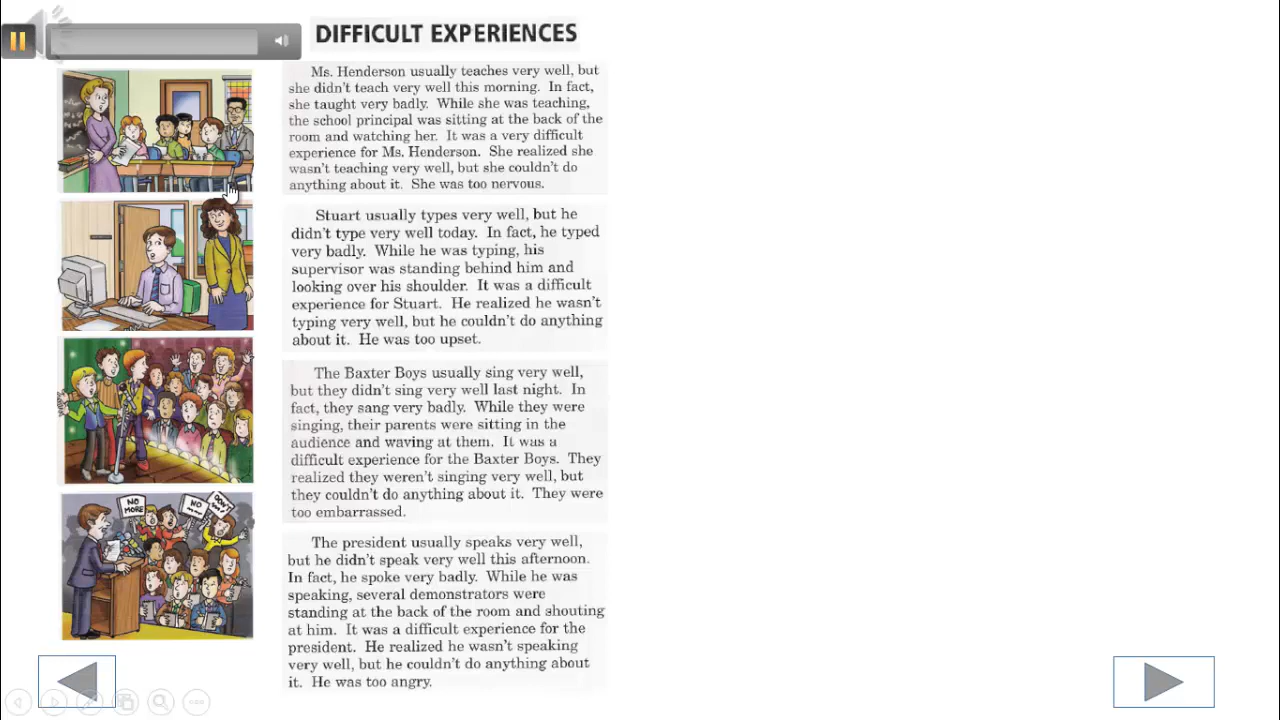 DIFFICULT EXPERIENCES
Ms. Henderson usually teaches very well, but
she didn't teach very well this morning. In fact,
she taught very badly. While she was teaching,
the school principal was sitting at the back of the
room and watching her. It was a very difficult
experience for Ms. Henderson. She realized she
wasn't teaching very well, but she couldn't do
anything about it. She was too nervous.
Stuart usually types very well, but he
didn't type very well today. In fact, he typed
very badly. While he was typing, his
supervisor was standing behind him and
looking over his shoulder. It was a difficult
experience for Stuart. He realized he wasn't
typing very well, but he couldn't do anything
about it. He was too upset.
The Baxter Boys usually sing very well,
but they didn't sing very well last night. In
fact, they sang very badly. While they were
singing, their parents were sitting in the
audience and waving at them. It was a
difficult experience for the Baxter Boys. They
realized they weren't singing very well, but
they couldn't do anything about it. They were
too embarrassed.
NO
MORE
NO
The president usually speaks very well,
but he didn't speak very well this afternoon.
In fact, he spoke very badly. While he was
speaking, several demonstrators were
standing at the back of the room and shouting
at him. It was a difficult experience for the
president. He realized he wasn't speaking
very well, but he couldn't do anything about
it. He was too angry.